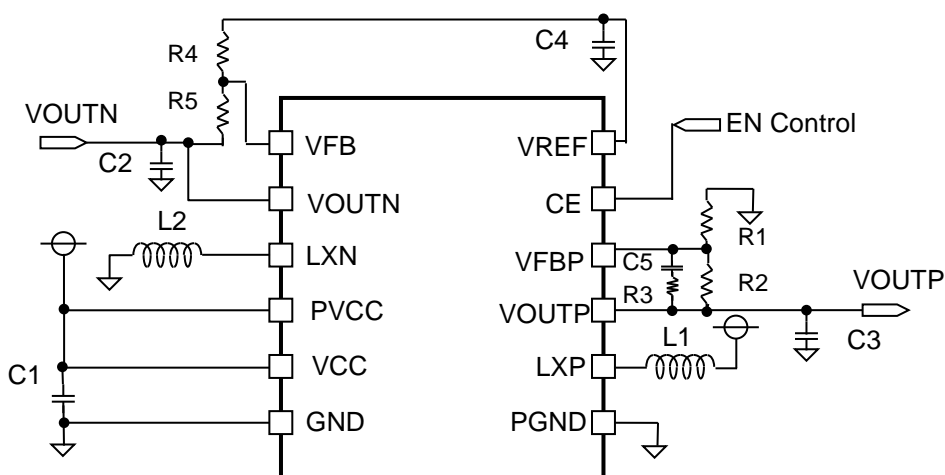 C4
R4
R5
VOUTN
EN Control
VFB
VREF
C2
VOUTN
CE
L2
R1
LXN
VFBP
C5
R2
VOUTP
R3
PVCC
VOUTP
L1
C3
C1
VCC
LXP
GND
PGND